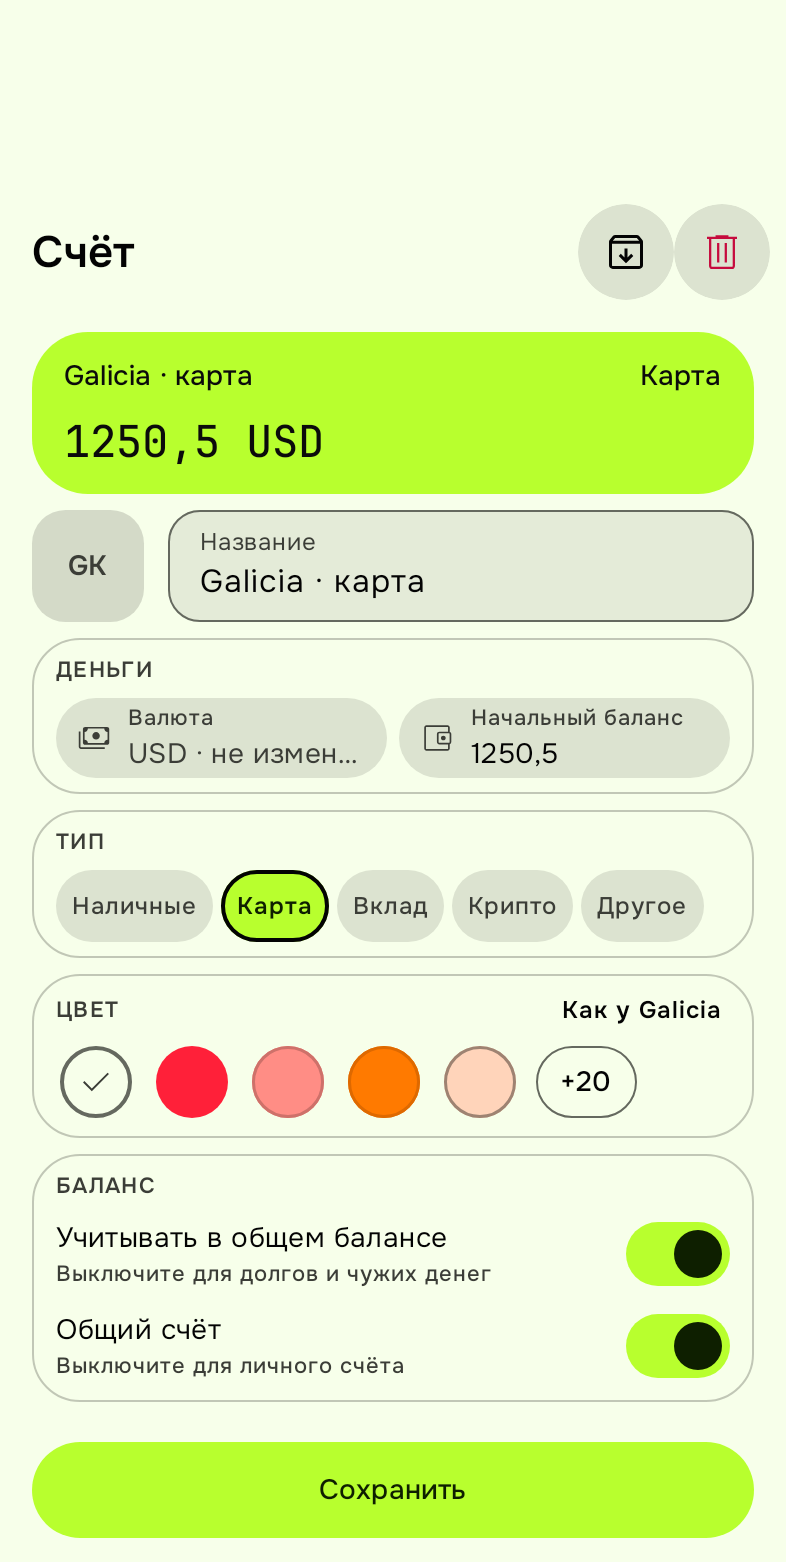 Счёт
Galicia · карта
Карта
1250,5 USD
GK
Название
Galicia · карта
ДЕНЬГИ
Валюта
USD · не измен...
Начальный баланс
1250,5
ТИП
Наличные
Карта
Вклад
Крипто
Другое
ЦВЕТ
Как у Galicia
+20
БАЛАНС
Учитывать в общем балансе
Выключите для долгов и чужих денег
Общий счёт
Выключите для личного счёта
Сохранить